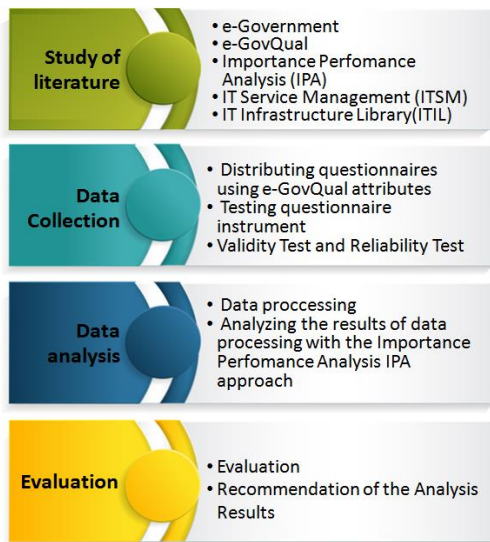 Study of
literature
• e-Government
• e-GovQual
• Importance Perfomance
Analysis (IPA)
• IT Service Management (ITSM)
• IT Infrastructure Library(ITIL)
Data
Collection
• Distributing questionnaires
using e-GovQual attributes
• Testing questionnaire
instrument
• Validity Test and Reliability Test
Data
analysis
• Data proccessing
• Analyzing the results of data
processing with the Importance
Perfomance Analysis IPA
approach
Evaluation
• Evaluation
• Recommendation of the Analysis
Results